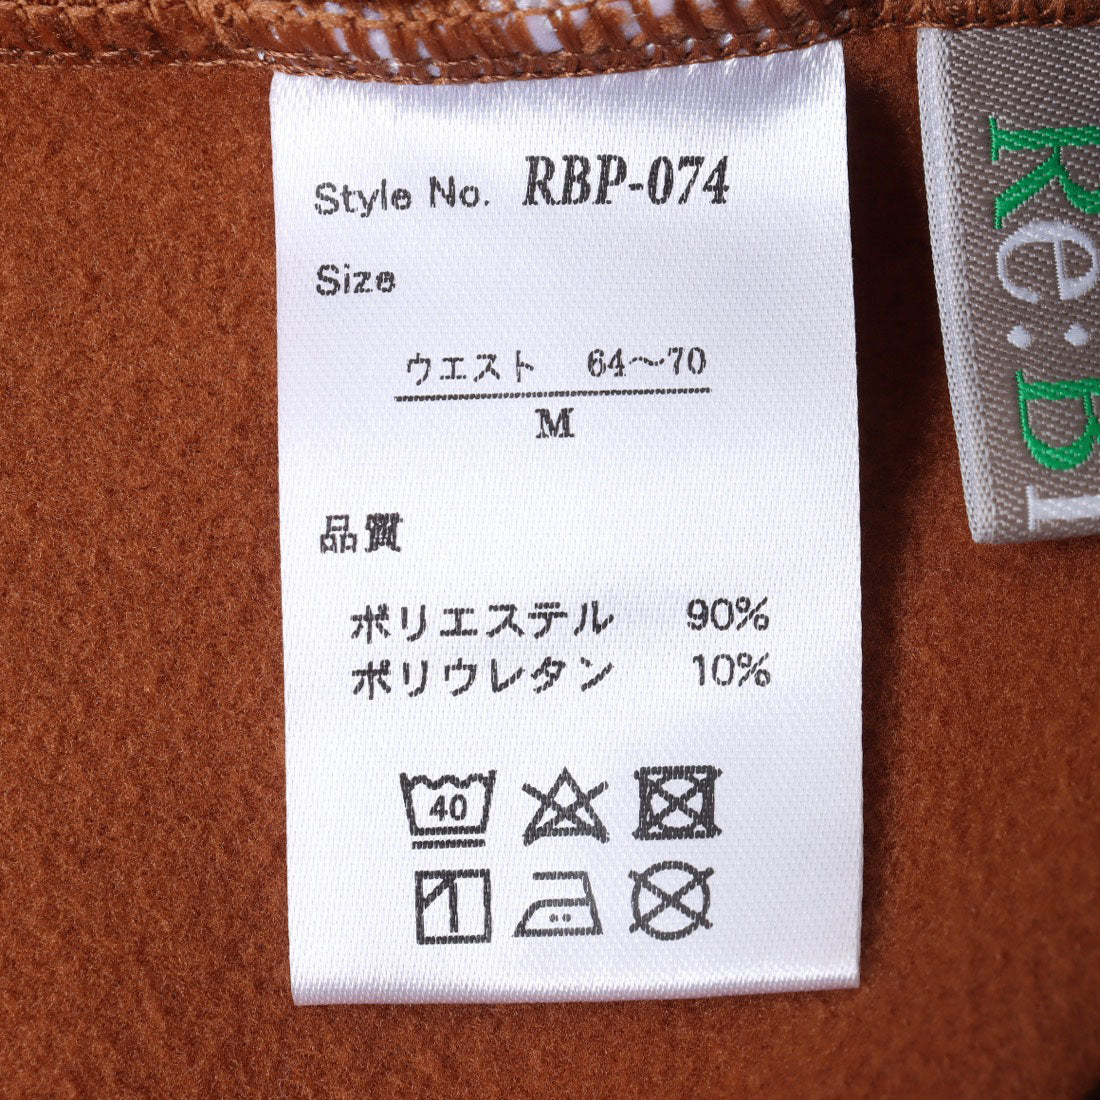 Style No. RBP-074
Size
ウエスト 64～70
M
品質
ポリエステル 90%
ポリウレタン 10%
40
Re: